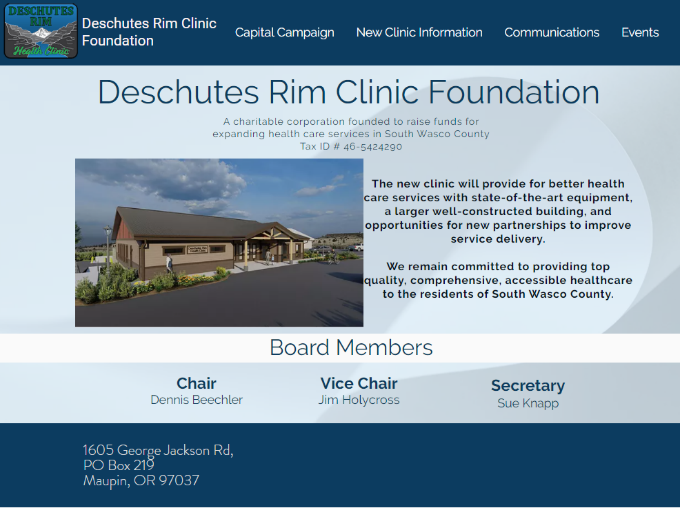 DESCHUTES
RIM
Health Clinic
Deschutes Rim Clinic
Foundation
Capital Campaign
New Clinic Information
Communications
Events
Deschutes Rim Clinic Foundation
A charitable corporation founded to raise funds for
expanding health care services in South Wasco County
Tax ID # 46-5424290
The new clinic will provide for better health
care services with state-of-the-art equipment,
a larger well-constructed building, and
opportunities for new partnerships to improve
service delivery.
We remain committed to providing top
quality, comprehensive, accessible healthcare
to the residents of South Wasco County.
Board Members
Chair
Dennis Beechler
Vice Chair
Jim Holycross
Secretary
Sue Knapp
1605 George Jackson Rd,
PO Box 219
Maupin, OR 97037